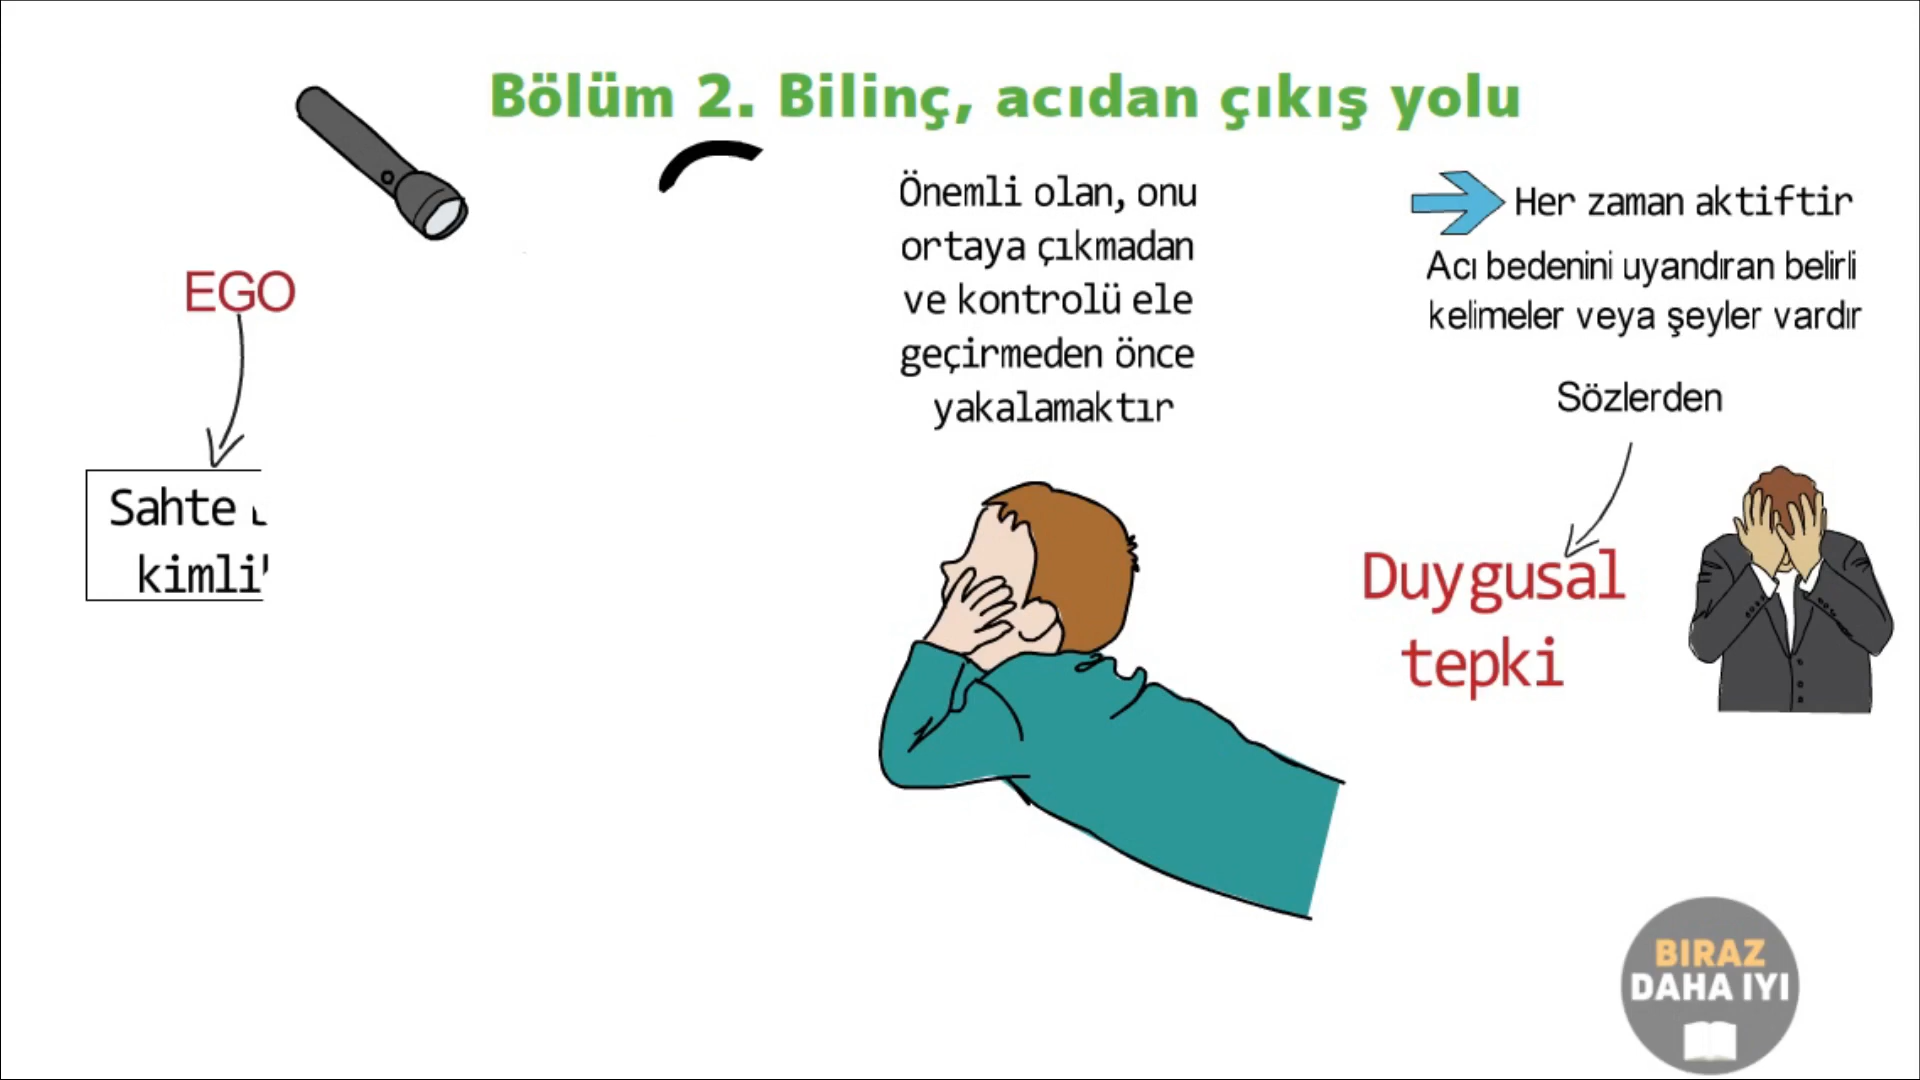 Bölüm 2. Bilinç, acıdan çıkış yolu
EGO
Sahte
Önemli olan, onu
ortaya çıkmadan
ve kontrolü ele
geçirmeden önce
yakalamaktır
Her zaman aktiftir
Acı bedenini uyandıran belirli
kelimeler veya şeyler vardır
Sözlerden
Duygusal
tepki
BIRAZ
DAHA IYI